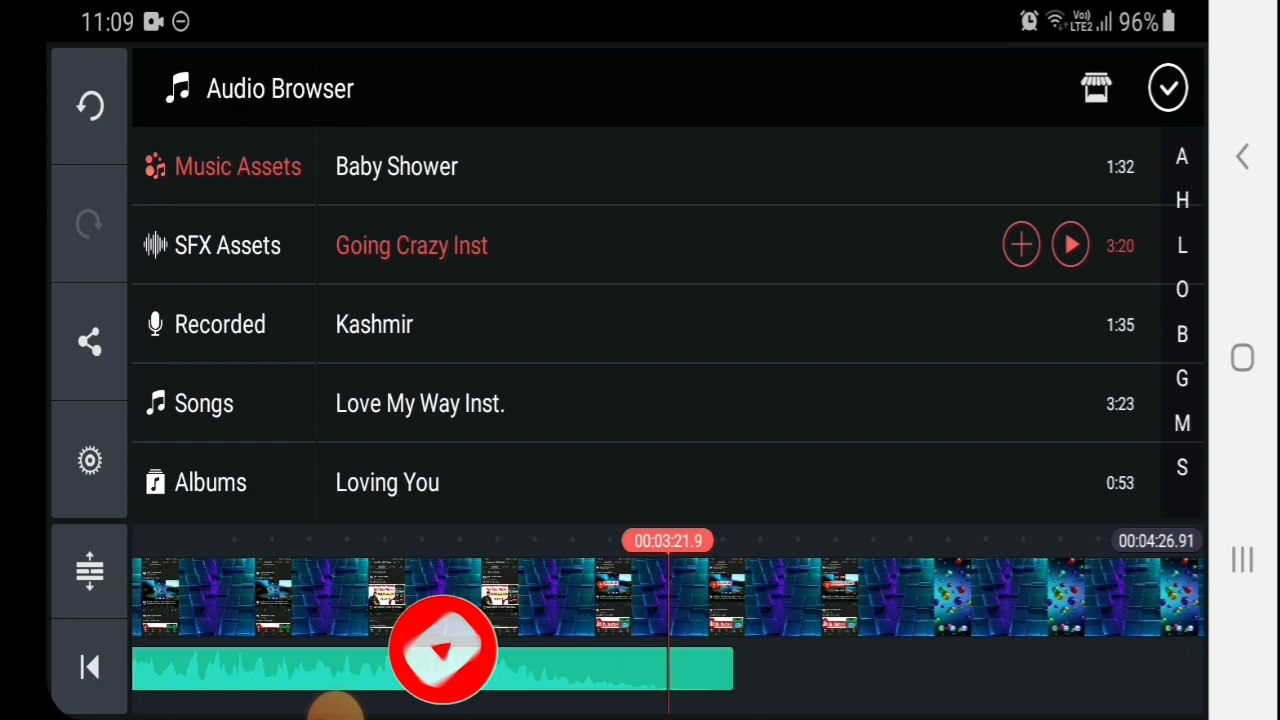 11:09
Vo)
LTE2
96%
Audio Browser
Music Assets
Baby Shower
1:32
SFX Assets
Going Crazy Inst
3:20
Recorded
Kashmir
1:35
Songs
Love My Way Inst.
3:23
Albums
Loving You
0:53
A
H
L
O
B
G
M
S
00:03:21.9
00:04:26.91